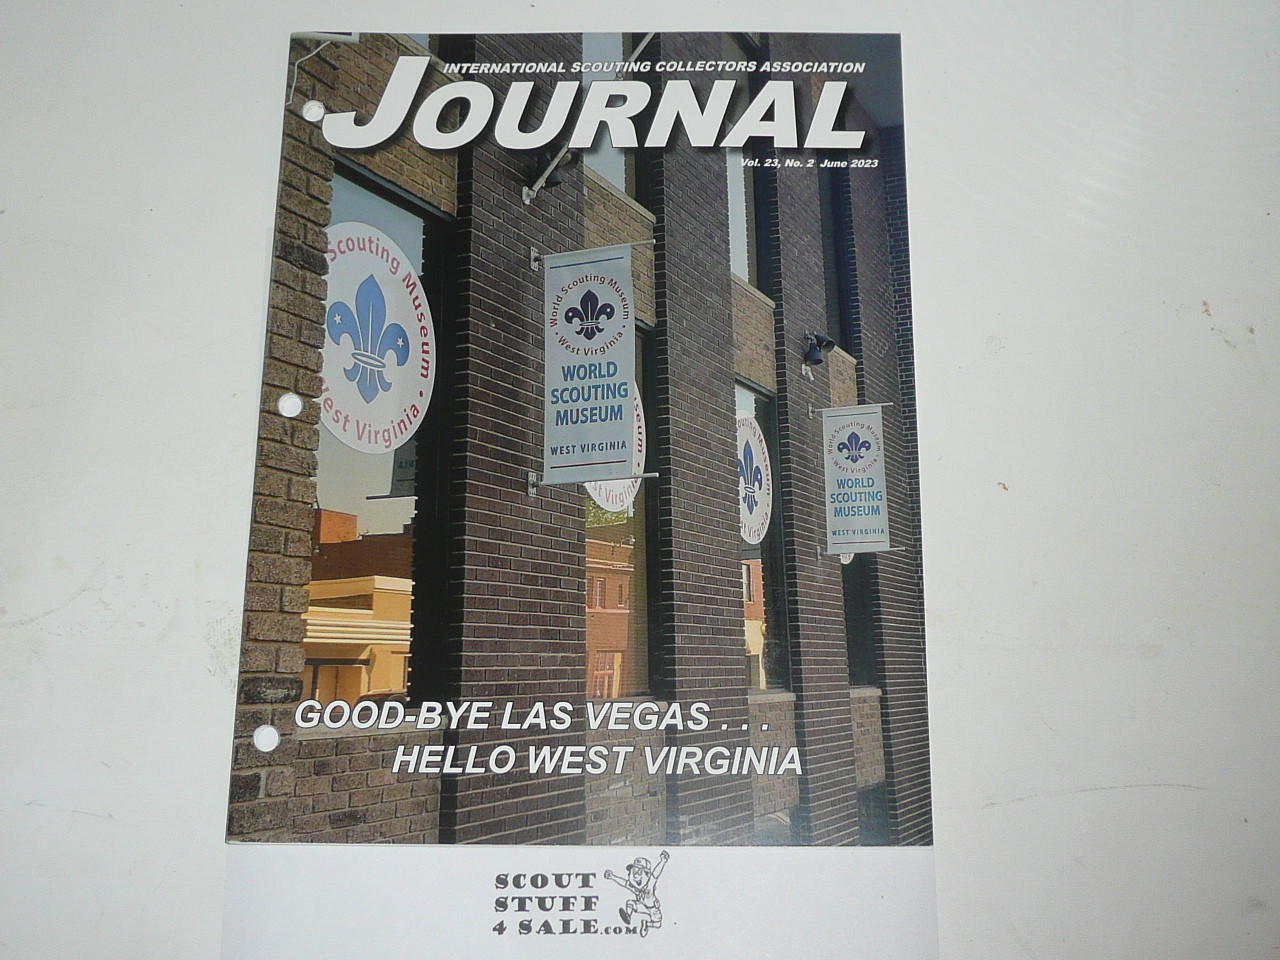 INTERNATIONAL SCOUTING COLLECTORS ASSOCIATION
JOURNAL
Vol. 23, No. 2 June 2023
Scouting Museum •
West Virginia •
World Scouting Museum
• West Virginia •
WORLD
SCOUTING
MUSEUM
WEST VIRGINIA
World Scouting Museum
• West Virginia •
WORLD
SCOUTING
MUSEUM
WEST VIRGINIA
GOOD-BYE LAS VEGAS . . .
HELLO WEST VIRGINIA
SCOUT
STUFF
4 SALE.COM